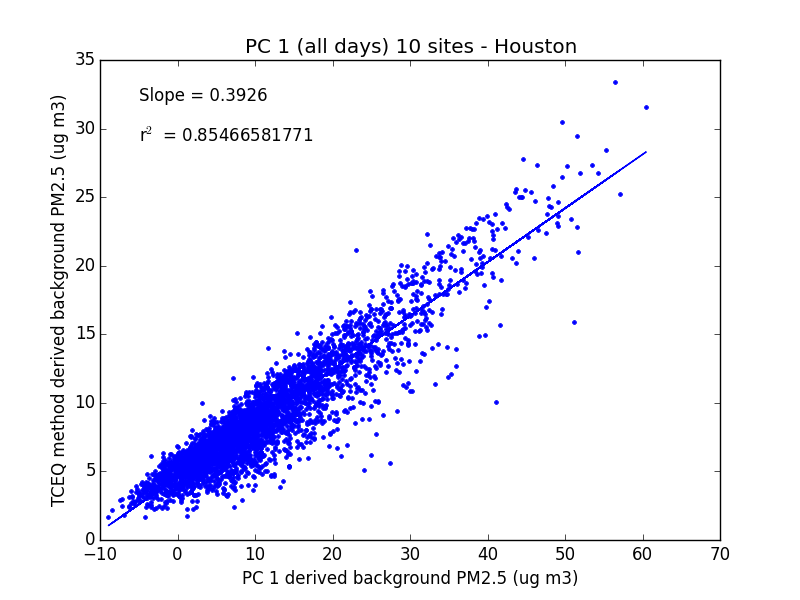 PC 1 (all days) 10 sites - Houston
Slope = 0.3926
r² = 0.85466581771
TCEQ method derived background PM2.5 (ug m3)
35
30
25
20
15
10
5
0
−10 0 10 20 30 40 50 60 70
PC 1 derived background PM2.5 (ug m3)